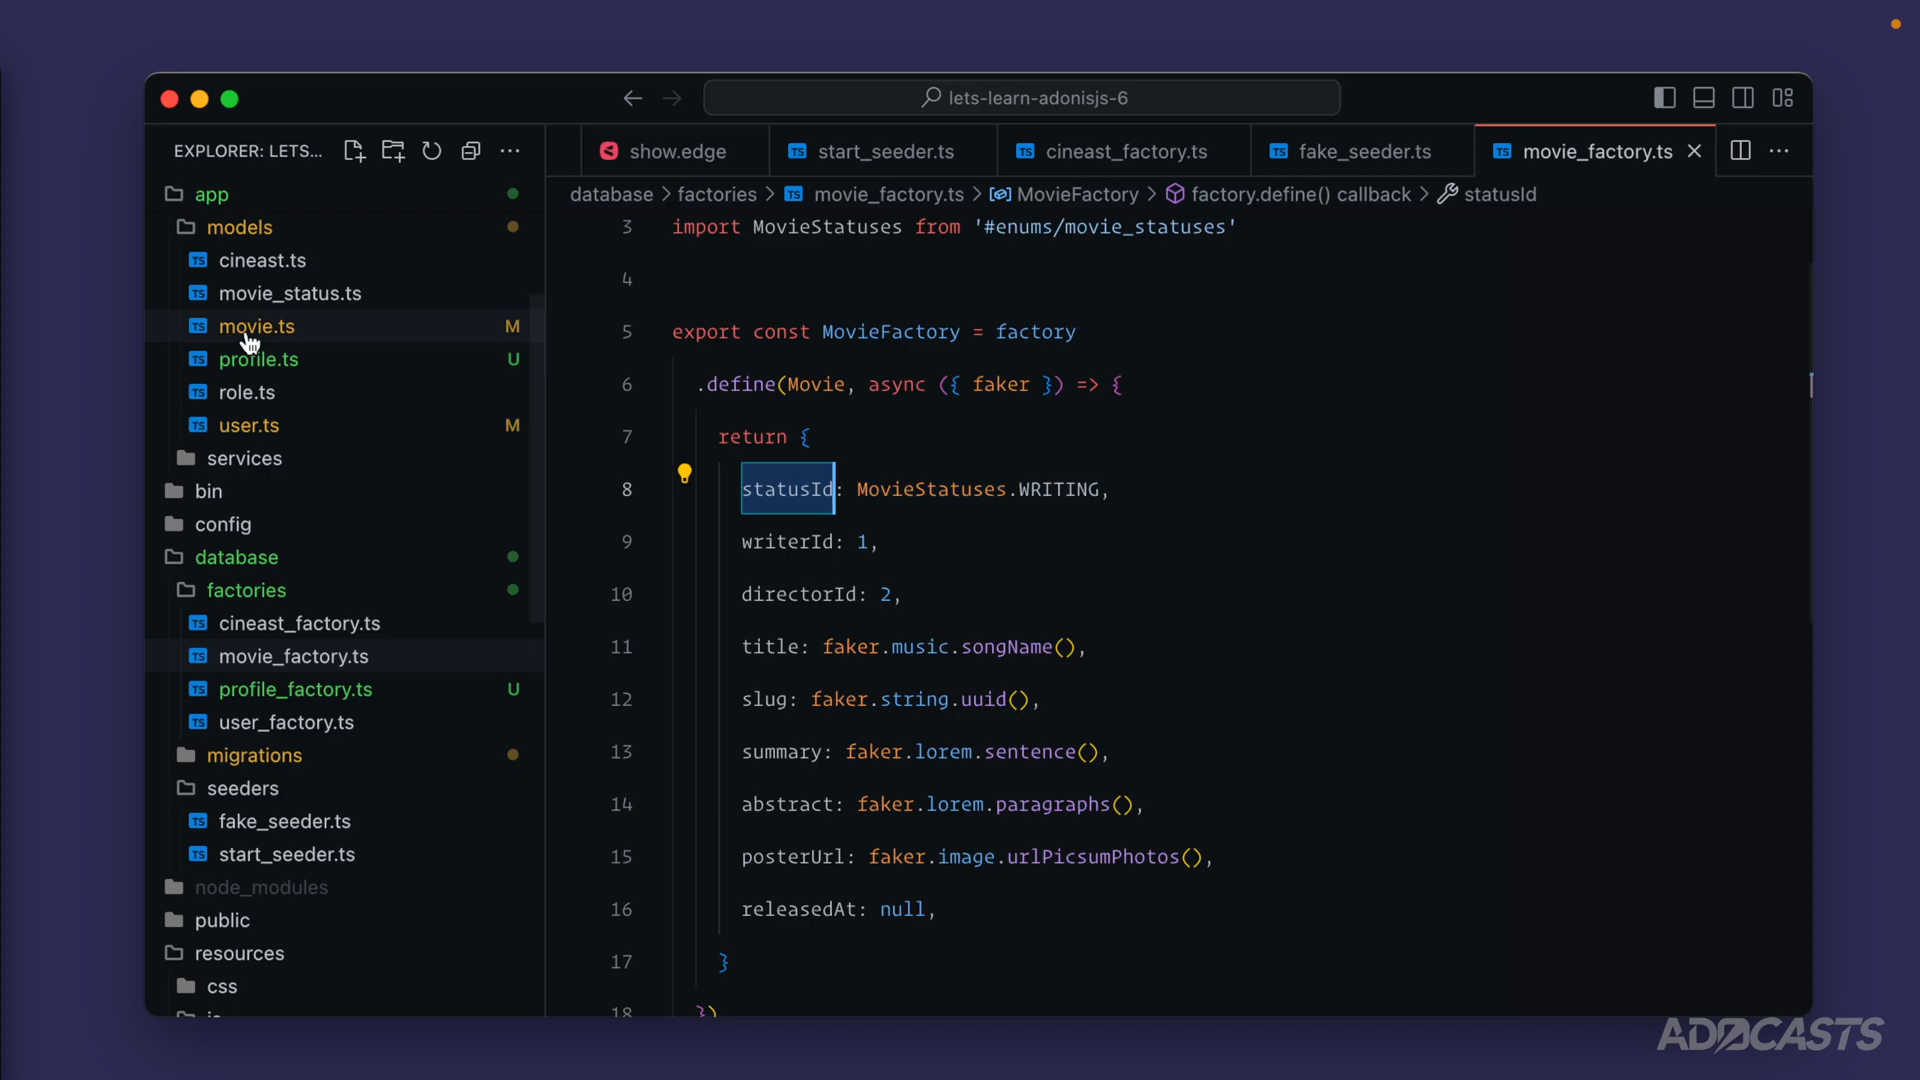 lets-learn-adonisjs-6
EXPLORER: LETS...
app
models
cineast.ts
movie_status.ts
movie.ts M
profile.ts U
role.ts
user.ts M
services
bin
config
database
factories
cineast_factory.ts
movie_factory.ts
profile_factory.ts U
user_factory.ts
migrations
seeders
fake_seeder.ts
start_seeder.ts
node_modules
public
resources
css
show.edge
TS start_seeder.ts
TS cineast_factory.ts
TS fake_seeder.ts
TS movie_factory.ts
database > factories > TS movie_factory.ts > MovieFactory > factory.define() callback > statusId
3 import MovieStatuses from '#enums/movie_statuses'
4
5 export const MovieFactory = factory
6 .define(Movie, async ({ faker }) => {
7 return {
8 statusId: MovieStatuses.WRITING,
9 writerId: 1,
10 directorId: 2,
11 title: faker.music.songName(),
12 slug: faker.string.uuid(),
13 summary: faker.lorem.sentence(),
14 abstract: faker.lorem.paragraphs(),
15 posterUrl: faker.image.urlPicsumPhotos(),
16 releasedAt: null,
17 }
18 })
ADOCASTS